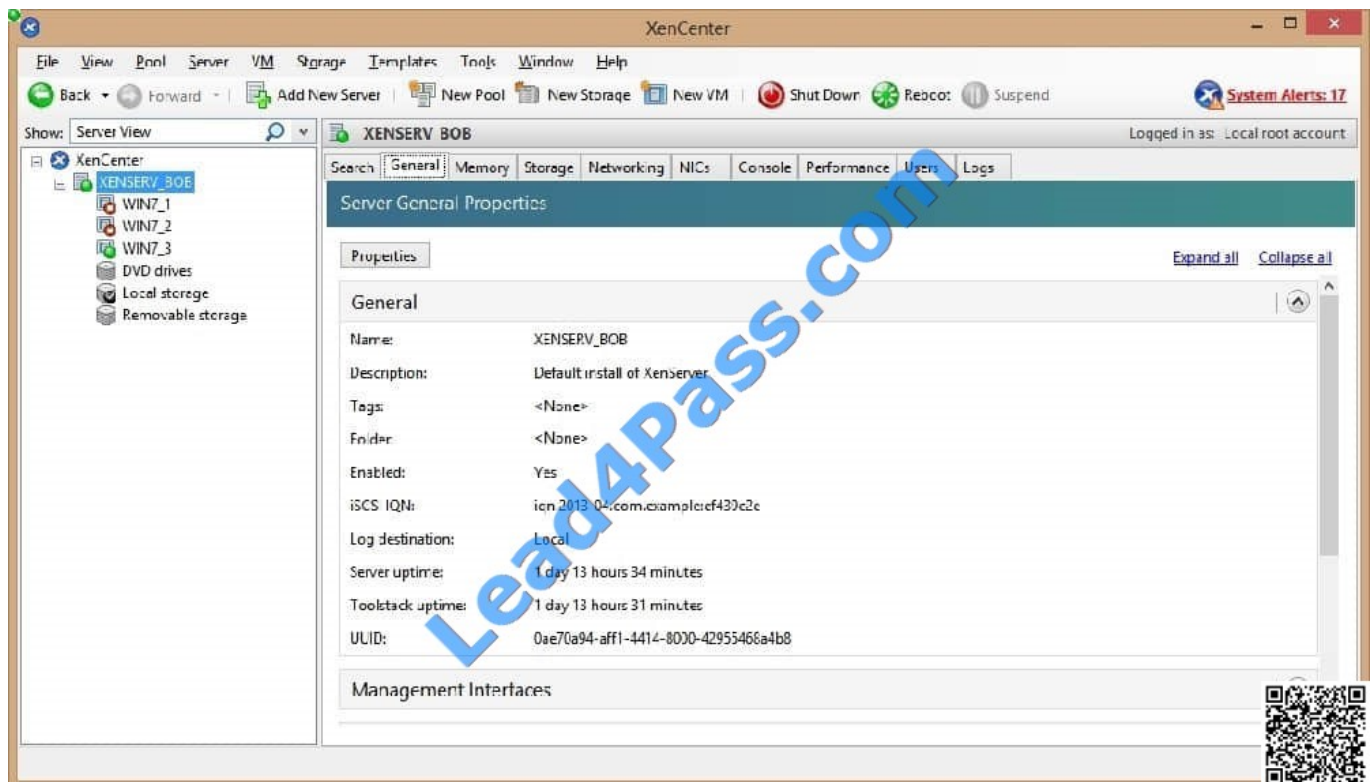 XenCenter
File View Pool Server VM Storage Templates Tools Window Help
Back Forward Add New Server New Pool New Storage New VM Shut Down Reboot Suspend System Alerts: 17
Show: Server View XENSERV BOB Logged in as: Local root account
XenCenter
XENSERV_BOB
WIN7_1
WIN7_2
WIN7_3
DVD drives
Local storage
Removable storage
Search General Memory Storage Networking NICs Console Performance Users Logs
Server General Properties
Properties Expand all Collapse all
General
Name: XENSERV_BOB
Description: Default install of XenServer
Tags: <None>
Folder: <None>
Enabled: Yes
iSCSI IQN:
Log destination: Local
Server uptime: 1 day 13 hours 34 minutes
Toolstack uptime: 1 day 13 hours 31 minutes
UUID: 0ae70a94-aff1-4414-8000-42955468a4b8
Management Interfaces
Lead4Pass.com